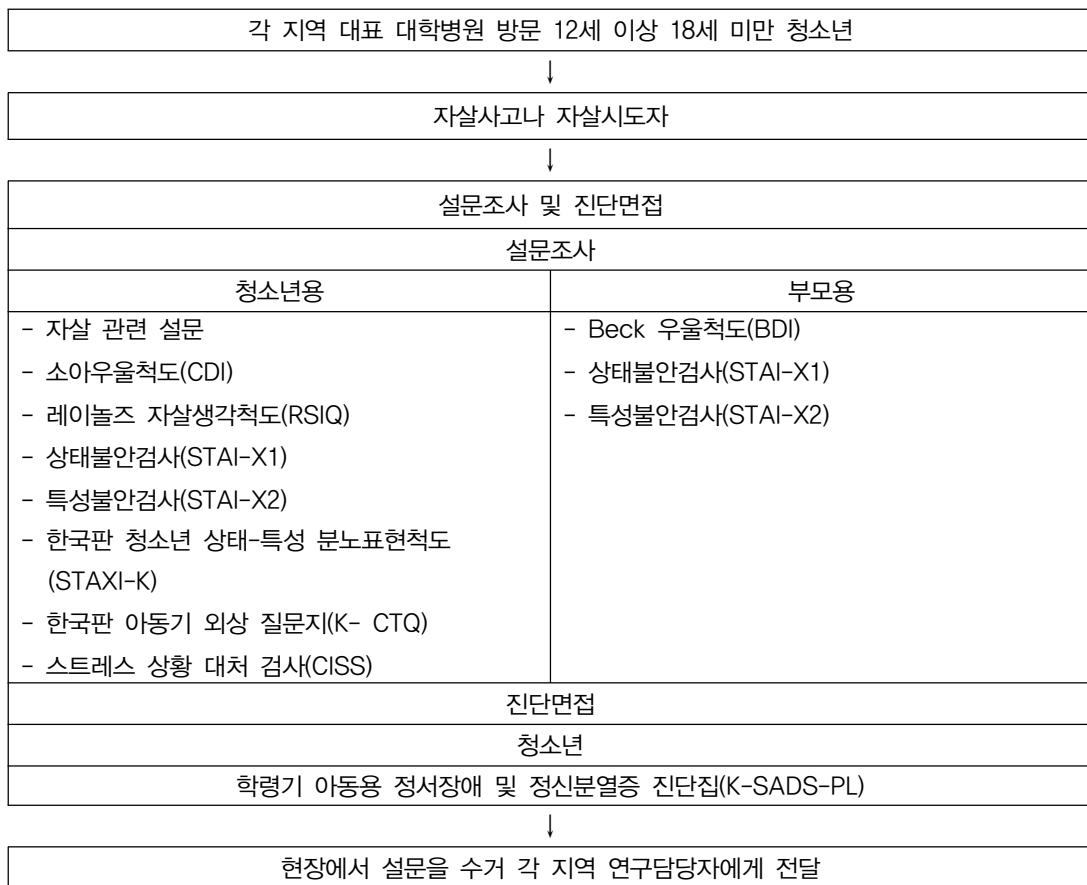 각 지역 대표 대학병원 방문 12세 이상 18세 미만 청소년
↓
자살사고나 자살시도자
↓
설문조사 및 진단면접
설문조사
청소년용
부모용
- 자살 관련 설문
- 소아우울척도(CDI)
- 레이놀즈 자살생각척도(RSIQ)
- 상태불안검사(STAI-X1)
- 특성불안검사(STAI-X2)
- 한국판 청소년 상태-특성 분노표현척도
(STAXI-K)
- 한국판 아동기 외상 질문지(K- CTQ)
- 스트레스 상황 대처 검사(CISS)
- Beck 우울척도(BDI)
- 상태불안검사(STAI-X1)
- 특성불안검사(STAI-X2)
진단면접
청소년
학령기 아동용 정서장애 및 정신분열증 진단집(K-SADS-PL)
↓
현장에서 설문을 수거 각 지역 연구담당자에게 전달